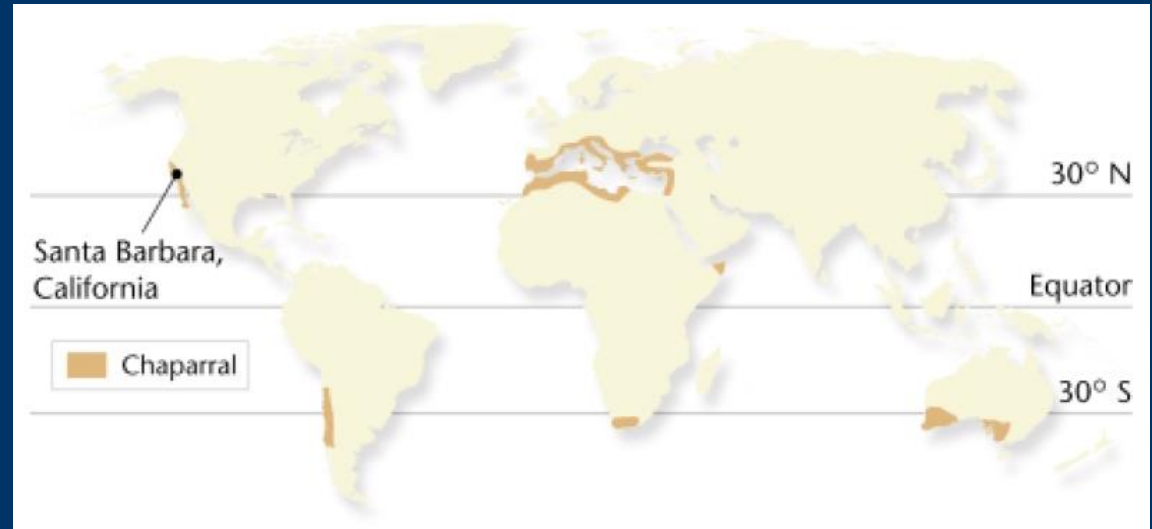 30° N
Santa Barbara,
California
Equator
Chaparral
30° S